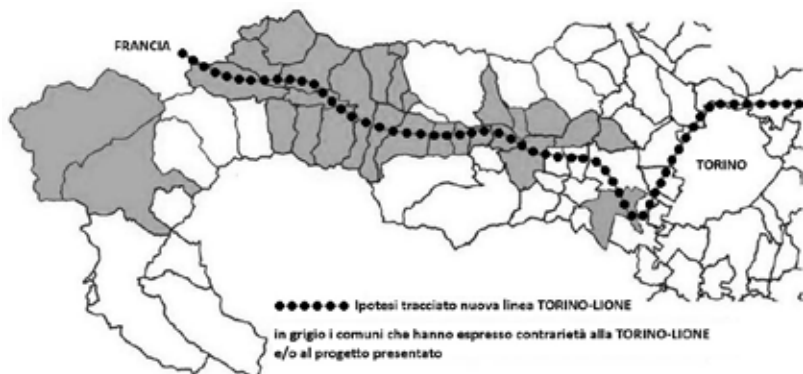 FRANCIA
TORINO
Ipotesi tracciato nuova linea TORINO-LIONE
in grigio i comuni che hanno espresso contrarietà alla TORINO-LIONE
e/o al progetto presentato